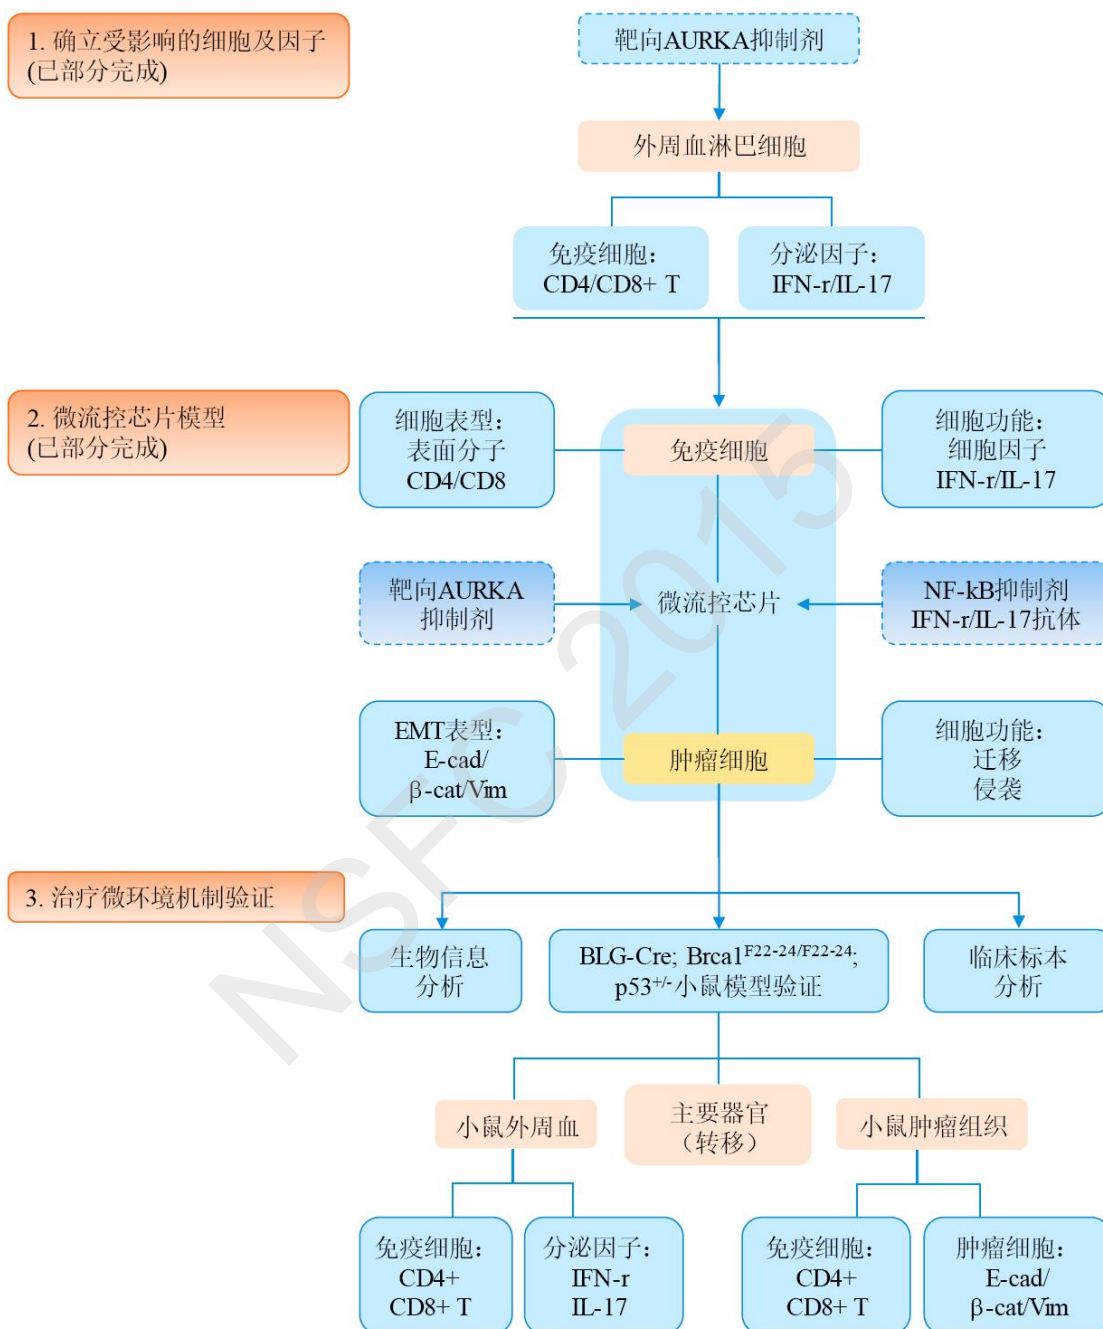 1. 确立受影响的细胞及因子
(已部分完成)
靶向AURKA抑制剂
外周血淋巴细胞
免疫细胞：
CD4/CD8+ T
分泌因子：
IFN-r/IL-17
2. 微流控芯片模型
(已部分完成)
细胞表型：
表面分子
CD4/CD8
免疫细胞
细胞功能：
细胞因子
IFN-r/IL-17
靶向AURKA
抑制剂
微流控芯片
NF-kB抑制剂
IFN-r/IL-17抗体
EMT表型：
E-cad/
β-cat/Vim
肿瘤细胞
细胞功能：
迁移
侵袭
3. 治疗微环境机制验证
生物信息
分析
BLG-Cre; Brca1^F22-24/F22-24;
p53^+/-小鼠模型验证
临床标本
分析
小鼠外周血
主要器官
（转移）
小鼠肿瘤组织
免疫细胞：
CD4+
CD8+ T
分泌因子：
IFN-r
IL-17
免疫细胞：
CD4+
CD8+ T
肿瘤细胞：
E-cad/
β-cat/Vim
NSFC 2015